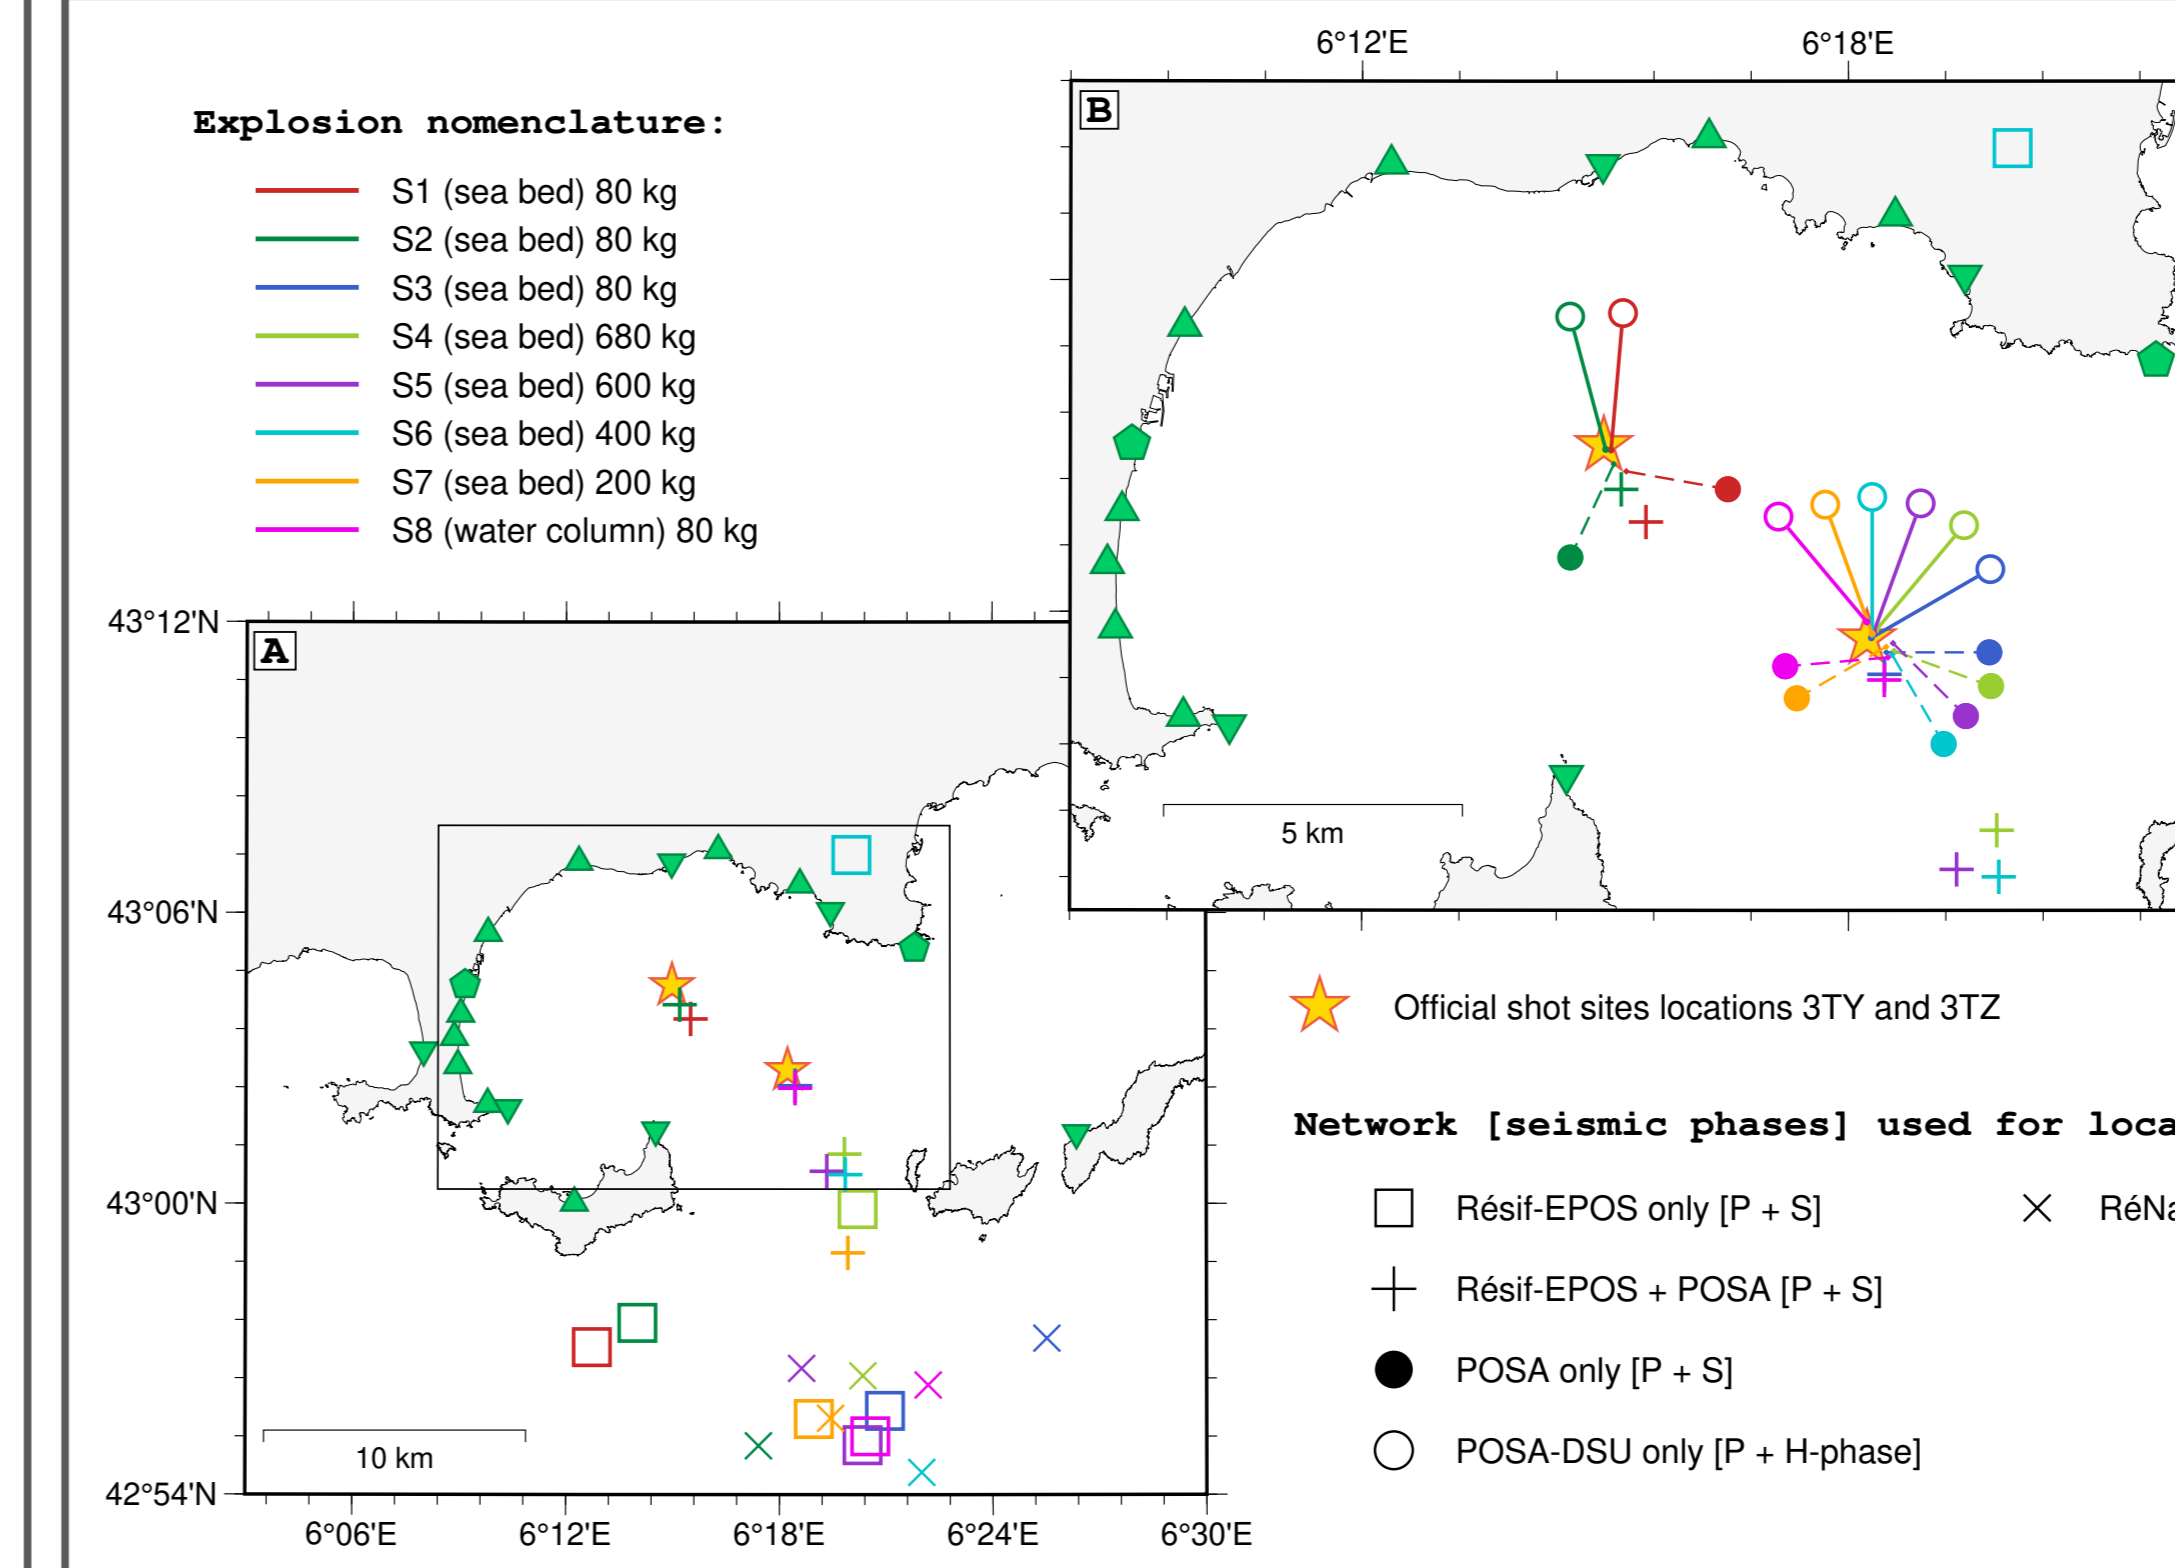 6°12'E 6°18'E
B
Explosion nomenclature:
S1 (sea bed) 80 kg
S2 (sea bed) 80 kg
S3 (sea bed) 80 kg
S4 (sea bed) 680 kg
S5 (sea bed) 600 kg
S6 (sea bed) 400 kg
S7 (sea bed) 200 kg
S8 (water column) 80 kg
5 km
43°12'N
A
43°06'N
43°00'N
42°54'N
10 km
6°06'E 6°12'E 6°18'E 6°24'E 6°30'E
Official shot sites locations 3TY and 3TZ
Network [seismic phases] used for
Résif-EPOS only [P + S]
Résif-EPOS + POSA [P + S]
POSA only [P + S]
POSA-DSU only [P + H-phase]